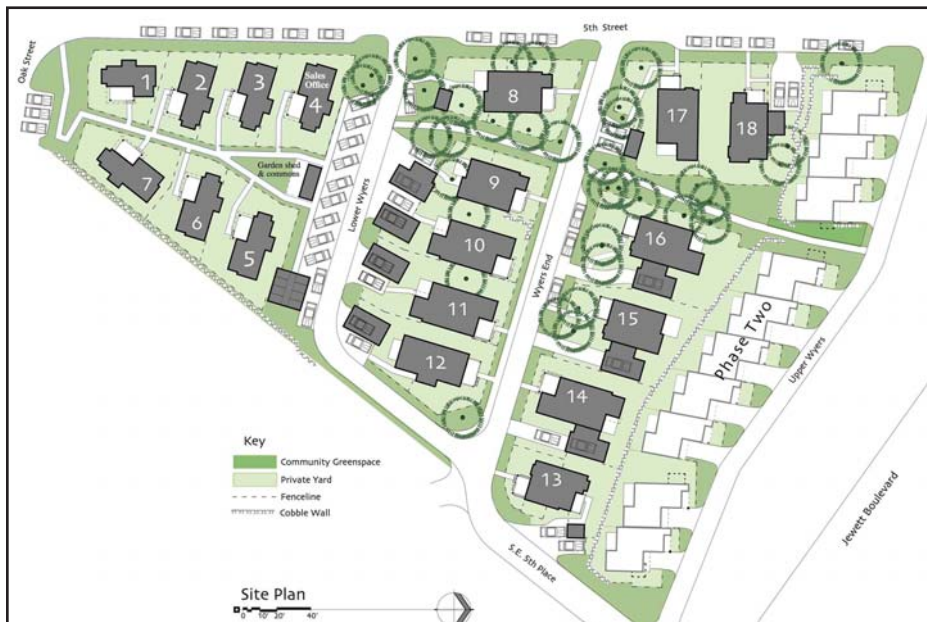 5th Street
Oak Street
1
2
3
Sales
Office
4
8
17
18
7
6
5
Garden shed
& commons
Lower Wyers
9
10
11
12
Wyers End
16
15
14
13
Phase Two
Upper Wyers
Jewett Boulevard
S.E. 5th Place
Key
Community Greenspace
Private Yard
Fenceline
Cobble Wall
Site Plan
0 10' 20' 40'